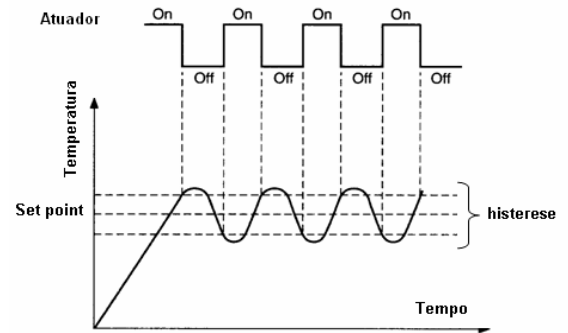 Atuador
On On On On
Off Off Off Off
Temperatura
Set point
histerese
Tempo